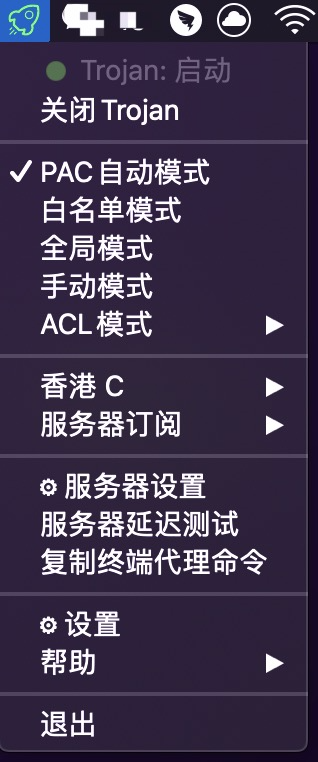 Trojan: 启动
关闭 Trojan
PAC 自动模式
白名单模式
全局模式
手动模式
ACL 模式
香港 C
服务器订阅
服务器设置
服务器延迟测试
复制终端代理命令
设置
帮助
退出